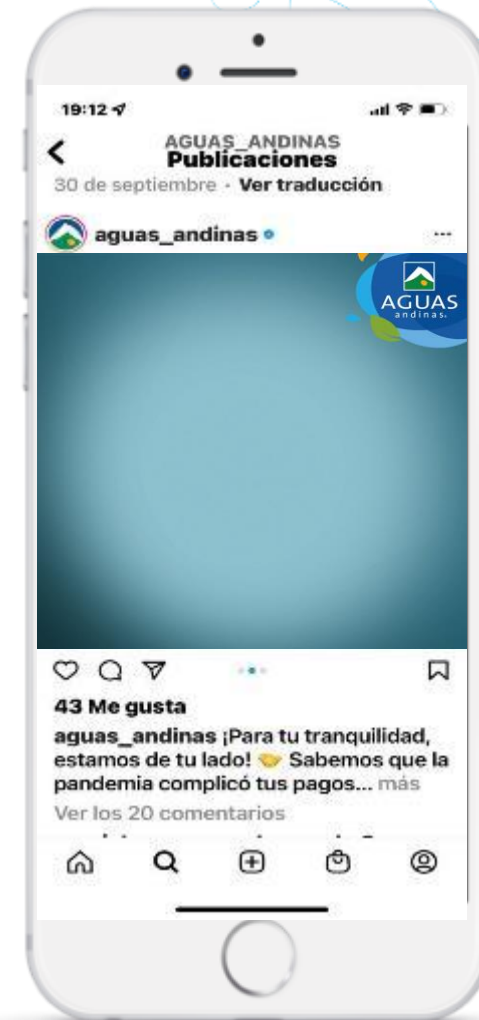 19:12
AGUAS_ANDINAS
Publicaciones
30 de septiembre · Ver traducción
aguas_andinas
AGUAS
andinas.
43 Me gusta
aguas_andinas ¡Para tu tranquilidad,
estamos de tu lado! 🤝 Sabemos que la
pandemia complicó tus pagos... más
Ver los 20 comentarios